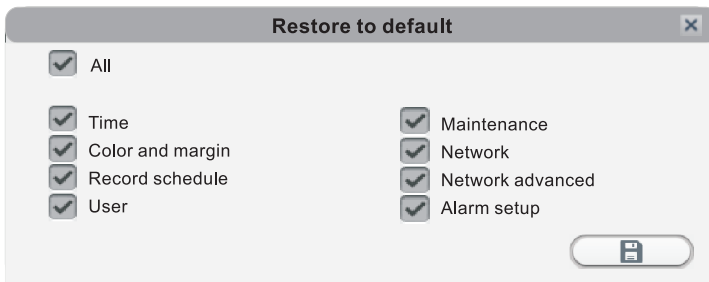 Restore to default
All
Time
Color and margin
Record schedule
User
Maintenance
Network
Network advanced
Alarm setup